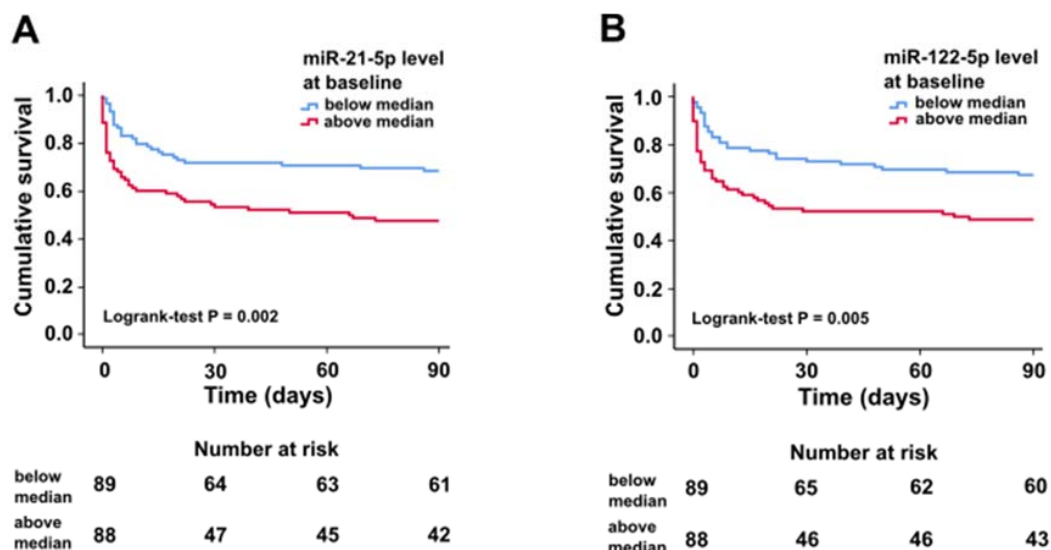 A
miR-21-5p level
at baseline
below median
above median
Cumulative survival
1.0
0.8
0.6
0.4
0.2
0.0
Logrank-test P = 0.002
0 30 60 90
Time (days)
Number at risk
below
median 89 64 63 61
above
median 88 47 45 42
B
miR-122-5p level
at baseline
below median
above median
Cumulative survival
1.0
0.8
0.6
0.4
0.2
0.0
Logrank-test P = 0.005
0 30 60 90
Time (days)
Number at risk
below
median 89 65 62 60
above
median 88 46 46 43